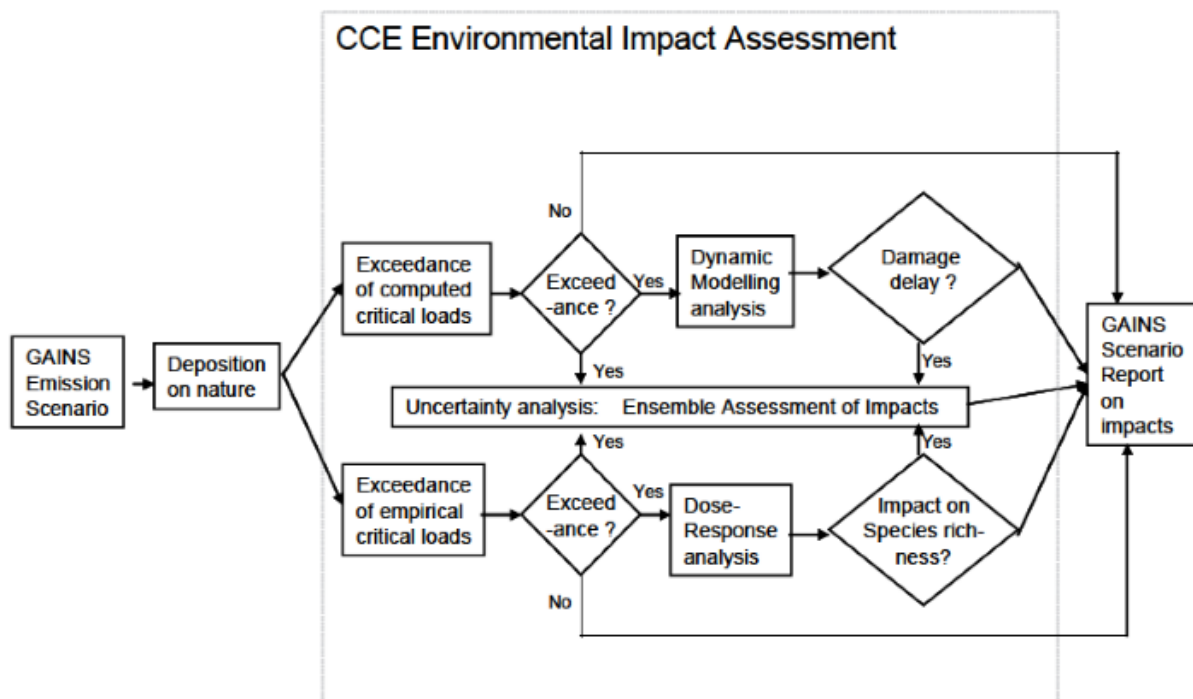 CCE Environmental Impact Assessment
No
Exceedance
of computed
critical loads
Exceed
-ance ?
Yes
Dynamic
Modelling
analysis
Damage
delay ?
GAINS
Emission
Scenario
Deposition
on nature
Yes
Yes
Uncertainty analysis: Ensemble Assessment of Impacts
GAINS
Scenario
Report
on
impacts
Yes
Yes
Exceedance
of empirical
critical loads
Exceed
-ance ?
Yes
Dose-
Response
analysis
Impact on
Species rich-
ness?
No